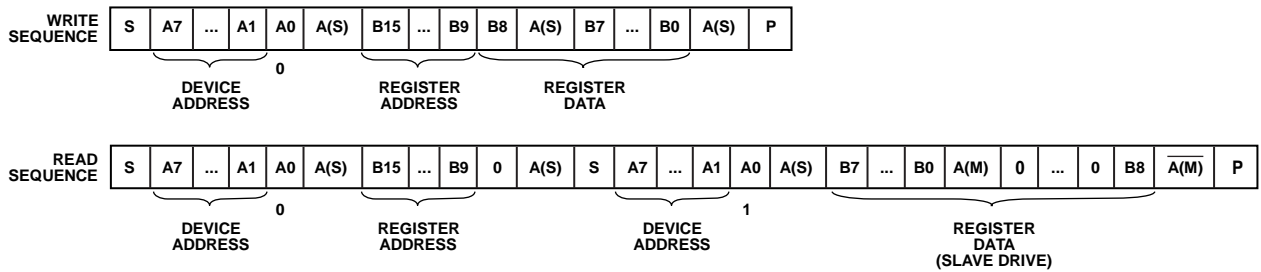 WRITE
SEQUENCE
S A7 ... A1 A0 A(S) B15 ... B9 B8 A(S) B7 ... B0 A(S) P
0
DEVICE
ADDRESS
REGISTER
ADDRESS
REGISTER
DATA
READ
SEQUENCE
S A7 ... A1 A0 A(S) B15 ... B9 0 A(S) S A7 ... A1 A0 A(S) B7 ... B0 A(M) 0 ... 0 B8 A(M) P
0 1
DEVICE
ADDRESS
REGISTER
ADDRESS
DEVICE
ADDRESS
REGISTER
DATA
(SLAVE DRIVE)